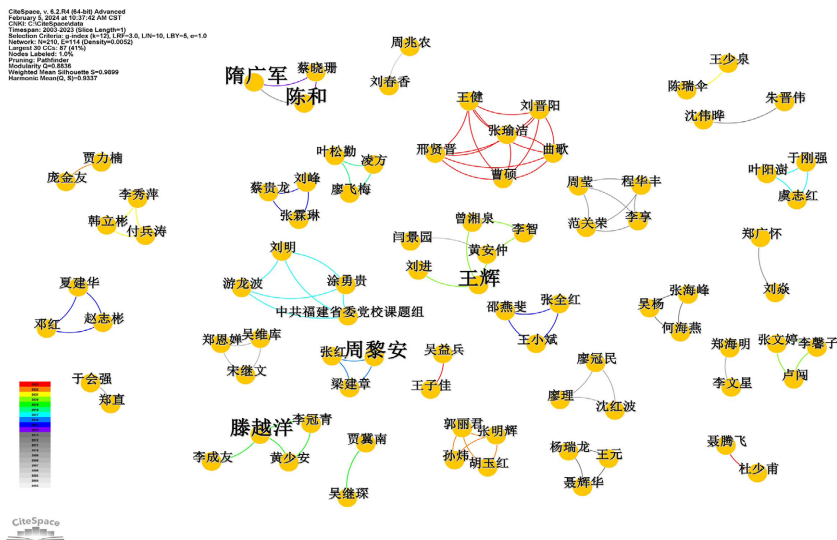 CiteSpace, v. 6.2.R4 (64-bit) Advanced
February 5, 2024 at 10:37:42 AM CST
CNKI: C:\CiteSpace\data
Timespan: 2003-2023 (Slice Length=1)
Selection Criteria: g-index (k=12), LRF=3.0, L/N=10, LBY=5, e=1.0
Network: N=210, E=114 (Density=0.0052)
Largest 30 CCs: 87 (41%)
Nodes Labeled: 1.0%
Pruning: Pathfinder
Modularity Q=0.8836
Weighted Mean Silhouette S=0.9899
Harmonic Mean(Q, S)=0.9337
周兆农
刘春香
隋广军
蔡晓珊
陈和
王少泉
陈瑞伞
朱晋伟
沈伟晔
王健
刘晋阳
张瑜洁
邢贤晋
曲歌
曹硕
贾力楠
庞金友
李秀萍
韩立彬
付兵涛
叶松勤
凌方
廖飞梅
刘峰
蔡贵龙
张霖琳
周莹
程华丰
范关荣
李享
于刚强
叶阳澍
虞志红
曾湘泉
李智
闫景园
黄安仲
刘进
王辉
郑广怀
刘焱
刘明
游龙波
涂勇贵
中共福建省委党校课题组
夏建华
邓红
赵志彬
邵燕斐
张全红
王小斌
张海峰
吴杨
何海燕
郑恩婵
吴维库
宋继文
张红
周黎安
梁建章
吴益兵
王子佳
廖冠民
廖理
沈红波
郑海明
李文星
张文婷
李馨子
卢闯
于会强
郑直
滕越洋
李冠青
李成友
黄少安
贾冀南
吴继琛
郭丽君
张明辉
孙炜
胡玉红
杨瑞龙
王元
聂辉华
聂腾飞
杜少甫
CiteSpace